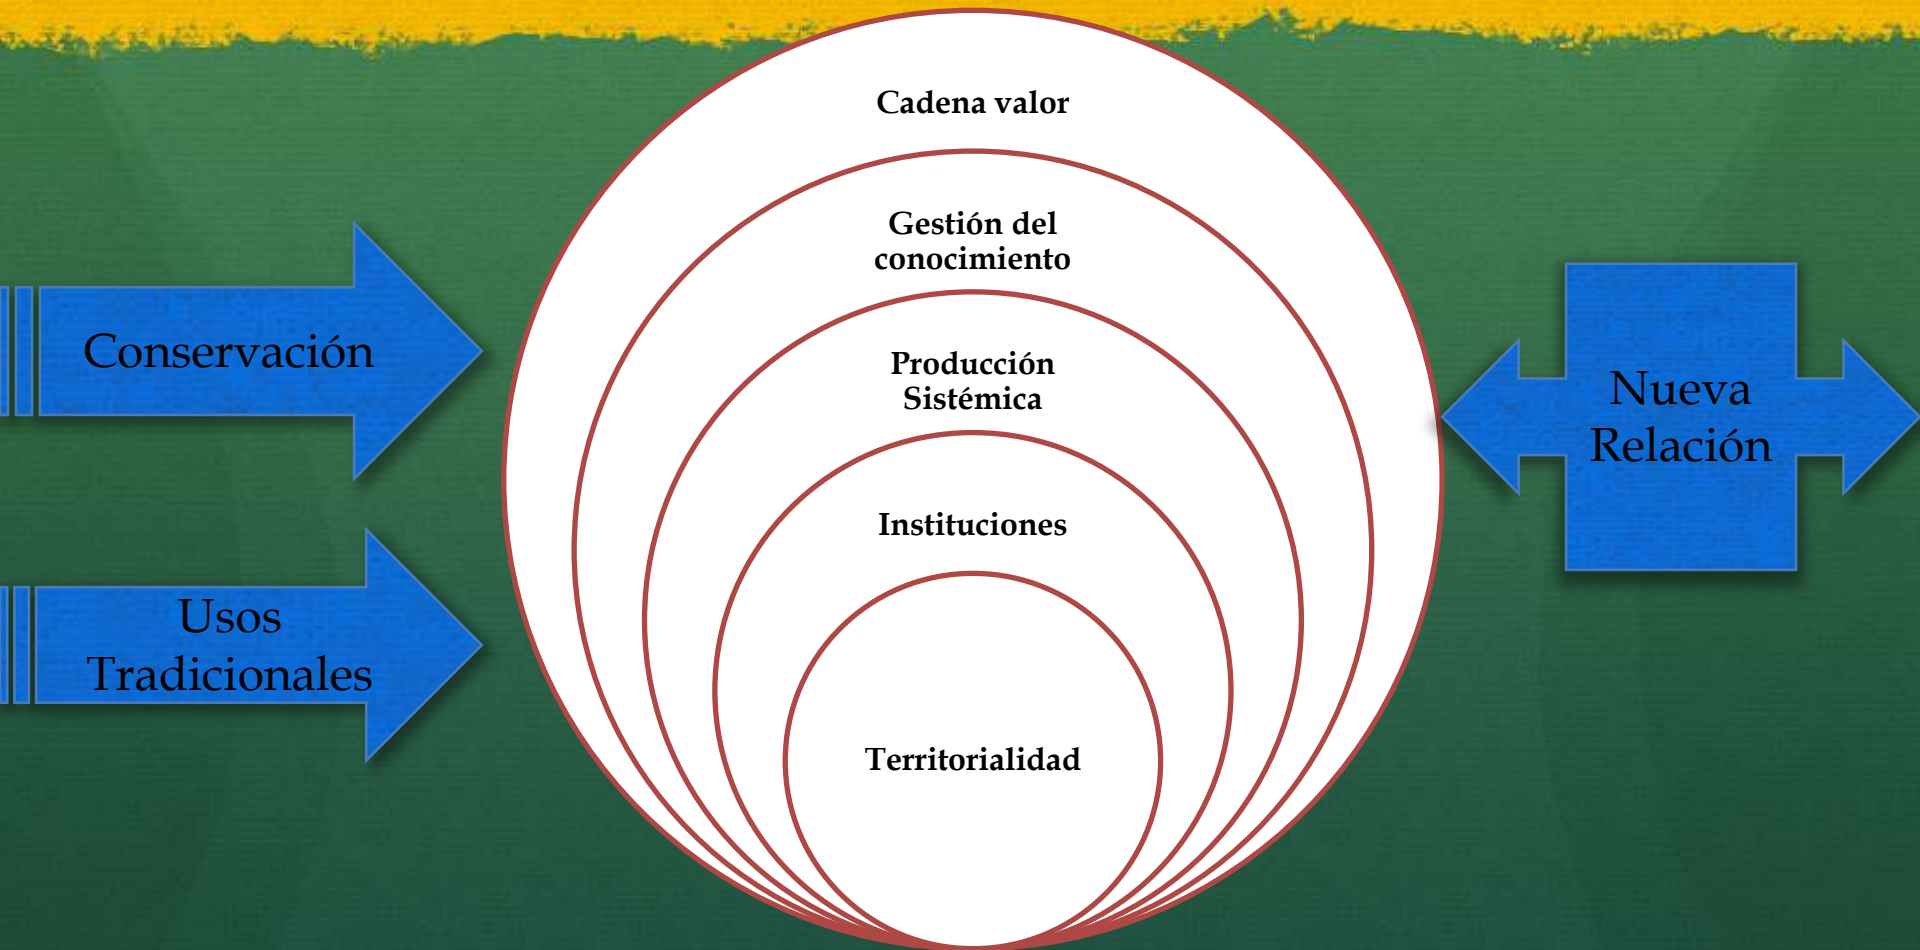 Cadena valor
Gestión del
conocimiento
Producción
Sistémica
Instituciones
Territorialidad
Conservación
Usos
Tradicionales
Nueva
Relación